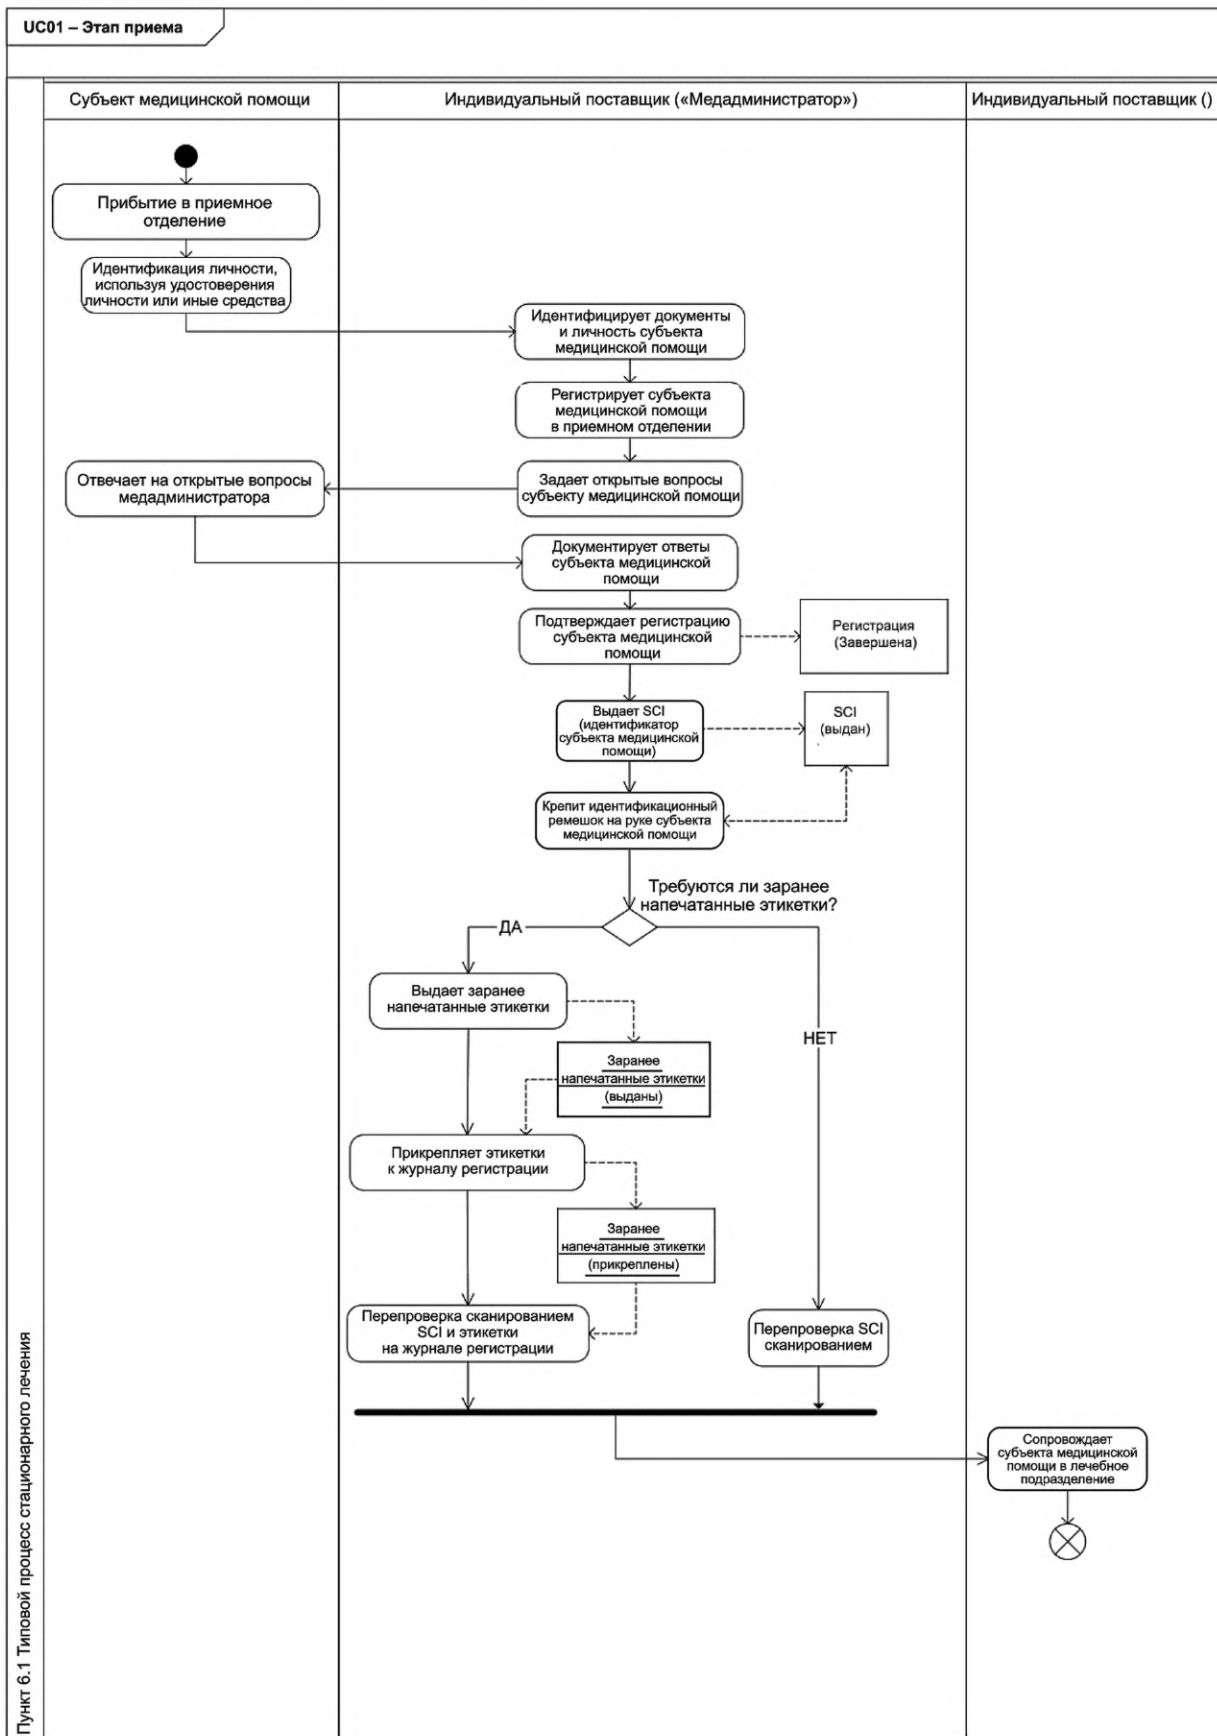 UC01 – Этап приема
Субъект медицинской помощи
Индивидуальный поставщик («Медадминистратор»)
Индивидуальный поставщик ()
Прибытие в приемное
отделение
Идентификация личности,
используя удостоверения
личности или иные средства
Идентифицирует документы
и личность субъекта
медицинской помощи
Регистрирует субъекта
медицинской помощи
в приемном отделении
Задает открытые вопросы
субъекту медицинской помощи
Отвечает на открытые вопросы
медадминистратора
Документирует ответы
субъекта медицинской
помощи
Подтверждает регистрацию
субъекта медицинской
помощи
Регистрация
(Завершена)
Выдает SCI
(идентификатор
субъекта медицинской
помощи)
SCI
(выдан)
Крепит идентификационный
ремешок на руке субъекта
медицинской помощи
Требуются ли заранее
напечатанные этикетки?
ДА
НЕТ
Выдает заранее
напечатанные этикетки
Заранее
напечатанные этикетки
(выданы)
Прикрепляет этикетки
к журналу регистрации
Заранее
напечатанные этикетки
(прикреплены)
Перепроверка сканированием
SCI и этикетки
на журнале регистрации
Перепроверка SCI
сканированием
Сопровождает
субъекта медицинской
помощи в лечебное
подразделение
Пункт 6.1 Типовой процесс стационарного лечения